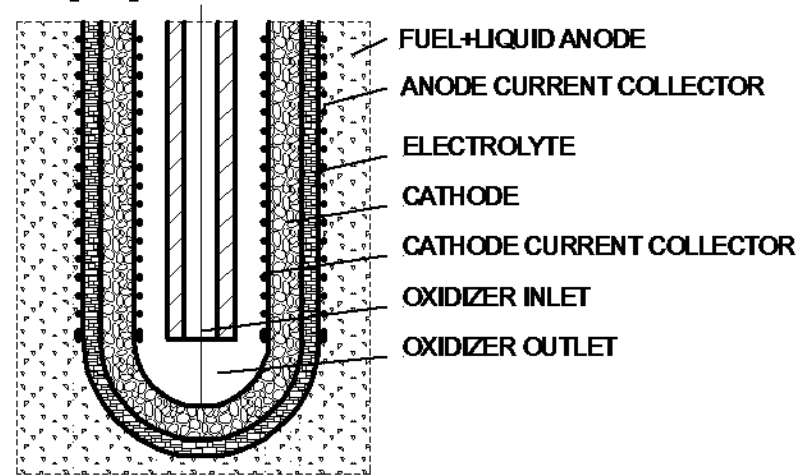 FUEL+LIQUID ANODE
ANODE CURRENT COLLECTOR
ELECTROLYTE
CATHODE
CATHODE CURRENT COLLECTOR
OXIDIZER INLET
OXIDIZER OUTLET